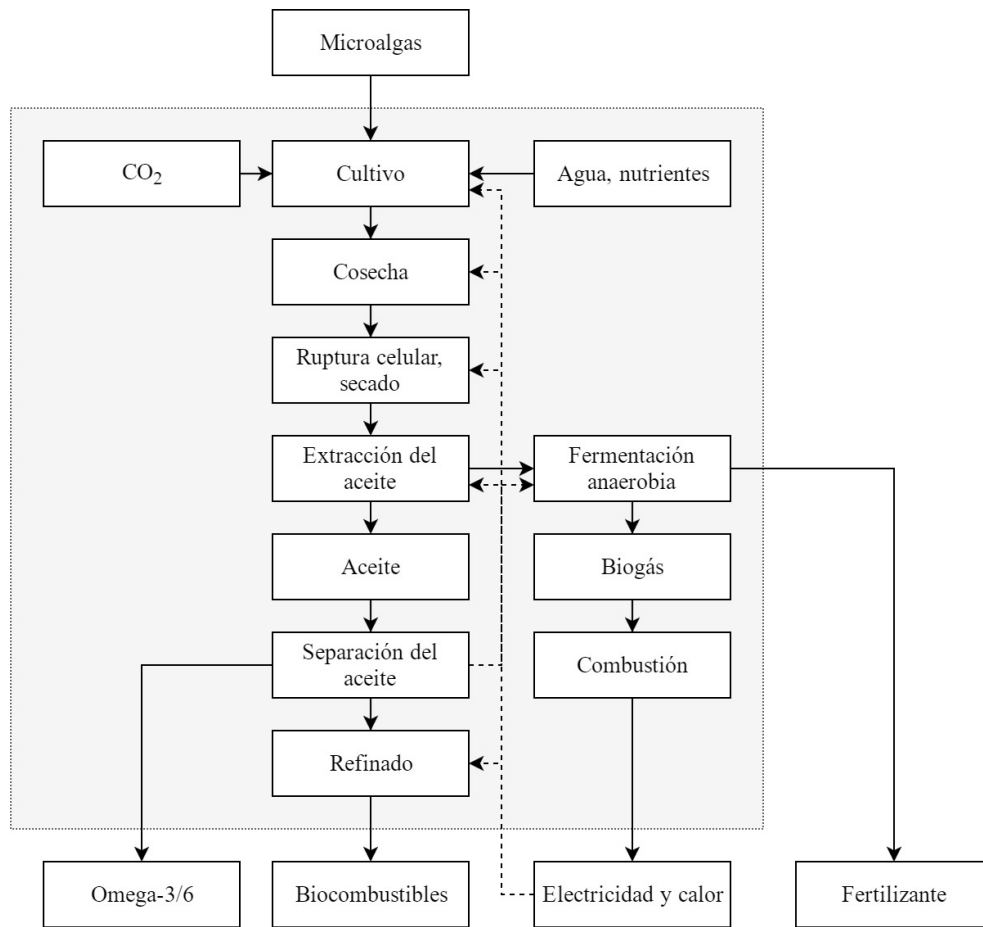 Microalgas
CO₂
Cultivo
Agua, nutrientes
Cosecha
Ruptura celular,
secado
Extracción del
aceite
Fermentación
anaerobia
Aceite
Biogás
Separación del
aceite
Combustión
Refinado
Omega-3/6
Biocombustibles
Electricidad y calor
Fertilizante